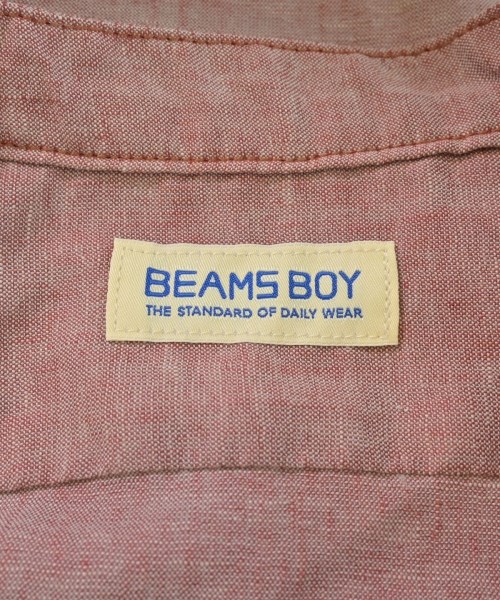 BEAMS BOY
THE STANDARD OF DAILY WEAR